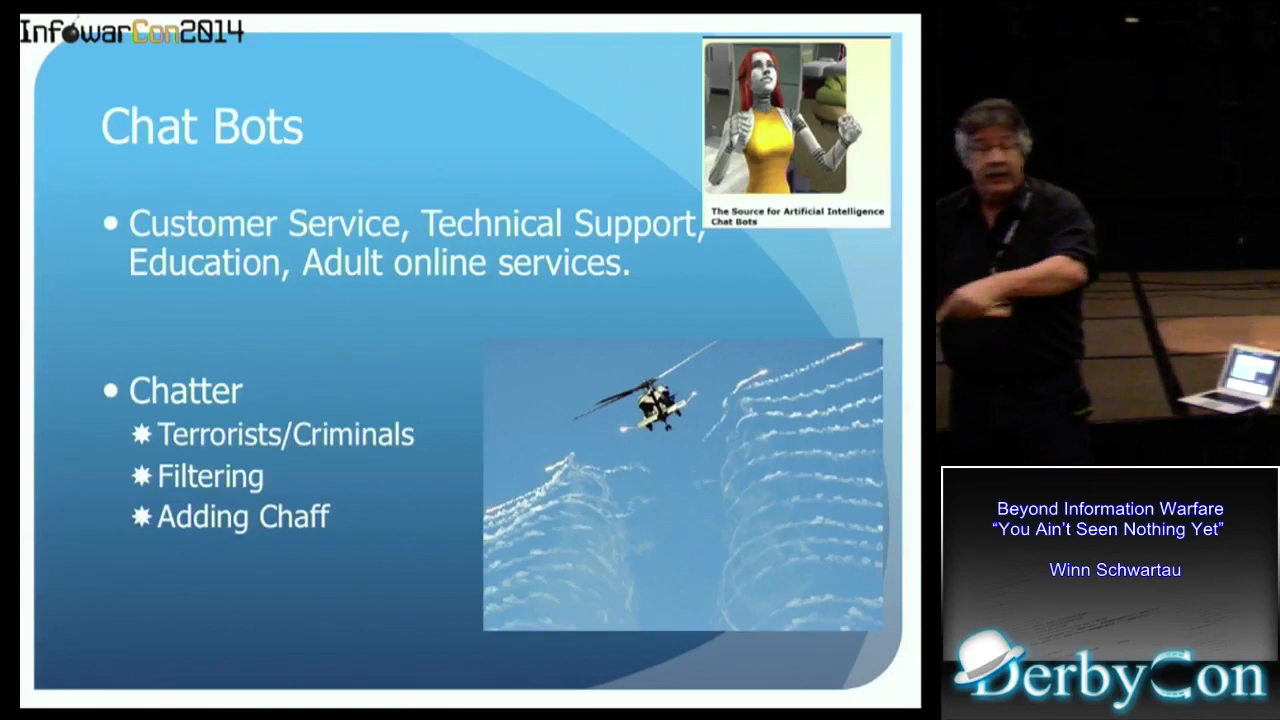 InfowarCon2014
Chat Bots
• Customer Service, Technical Support,
Education, Adult online services.
The Source for Artificial Intelligence
Chat Bots
• Chatter
✷ Terrorists/Criminals
✷ Filtering
✷ Adding Chaff
Beyond Information Warfare
“You Ain’t Seen Nothing Yet”
Winn Schwartau
DerbyCon